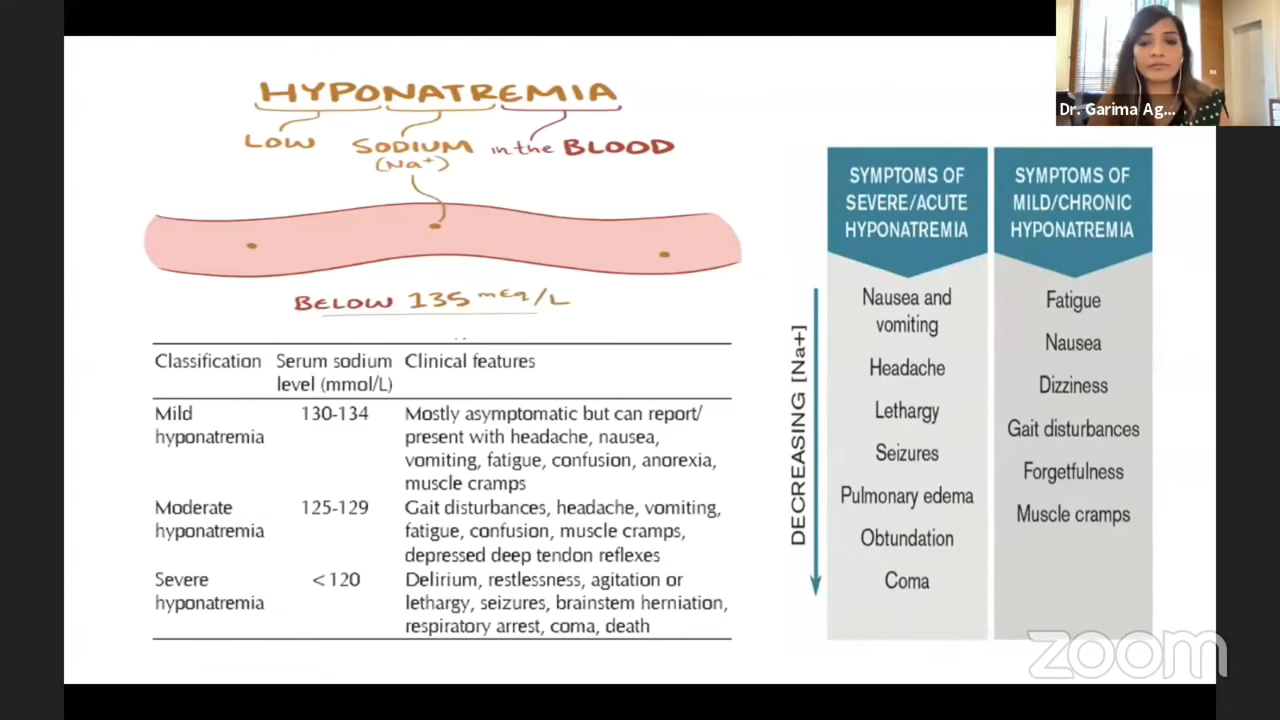 HYPONATREMIA
LOW SODIUM in the BLOOD
(Na+)
BELOW 135 mEq/L
Classification Serum sodium level (mmol/L) Clinical features
Mild hyponatremia 130-134 Mostly asymptomatic but can report/
present with headache, nausea,
vomiting, fatigue, confusion, anorexia,
muscle cramps
Moderate hyponatremia 125-129 Gait disturbances, headache, vomiting,
fatigue, confusion, muscle cramps,
depressed deep tendon reflexes
Severe hyponatremia <120 Delirium, restlessness, agitation or
lethargy, seizures, brainstem herniation,
respiratory arrest, coma, death
DECREASING [Na+]
SYMPTOMS OF
SEVERE/ACUTE
HYPONATREMIA
Nausea and
vomiting
Headache
Lethargy
Seizures
Pulmonary edema
Obtundation
Coma
SYMPTOMS OF
MILD/CHRONIC
HYPONATREMIA
Fatigue
Nausea
Dizziness
Gait disturbances
Forgetfulness
Muscle cramps
Dr. Garima Ag...
zoom